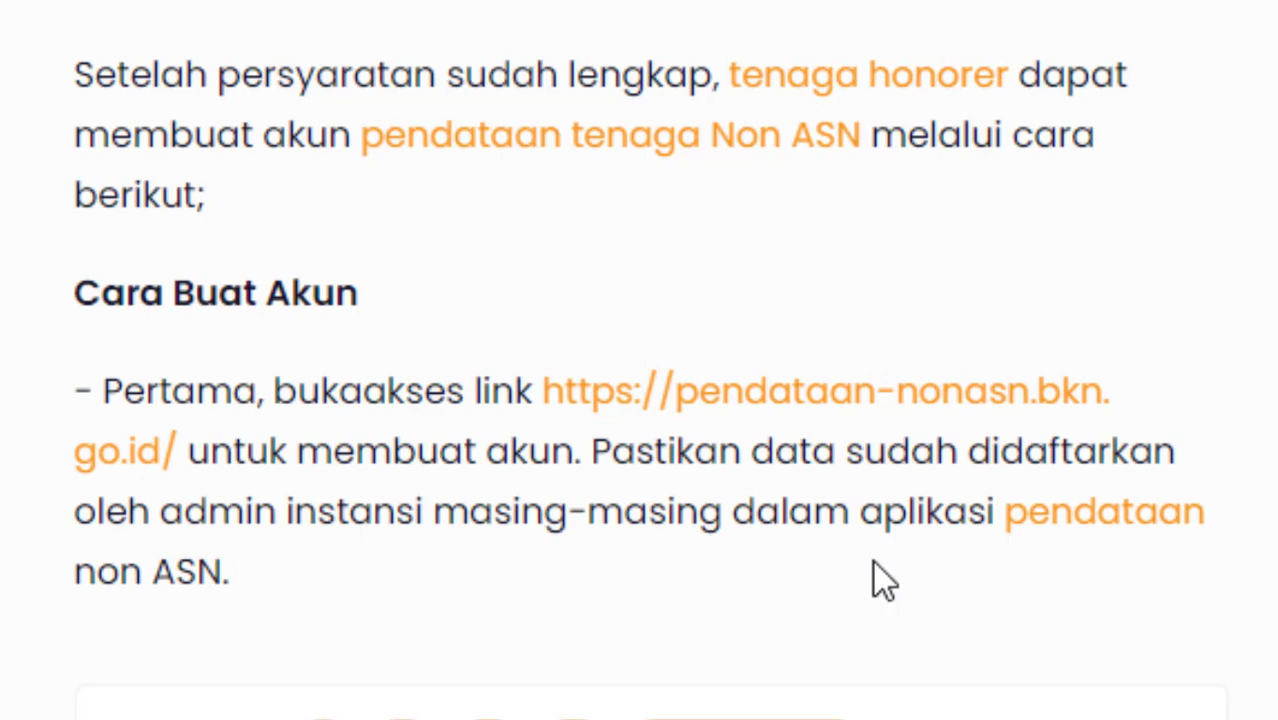 Setelah persyaratan sudah lengkap, tenaga honorer dapat
membuat akun pendataan tenaga Non ASN melalui cara
berikut;
Cara Buat Akun
- Pertama, bukaakses link https://pendataan-nonasn.bkn.
go.id/ untuk membuat akun. Pastikan data sudah didaftarkan
oleh admin instansi masing-masing dalam aplikasi pendataan
non ASN.